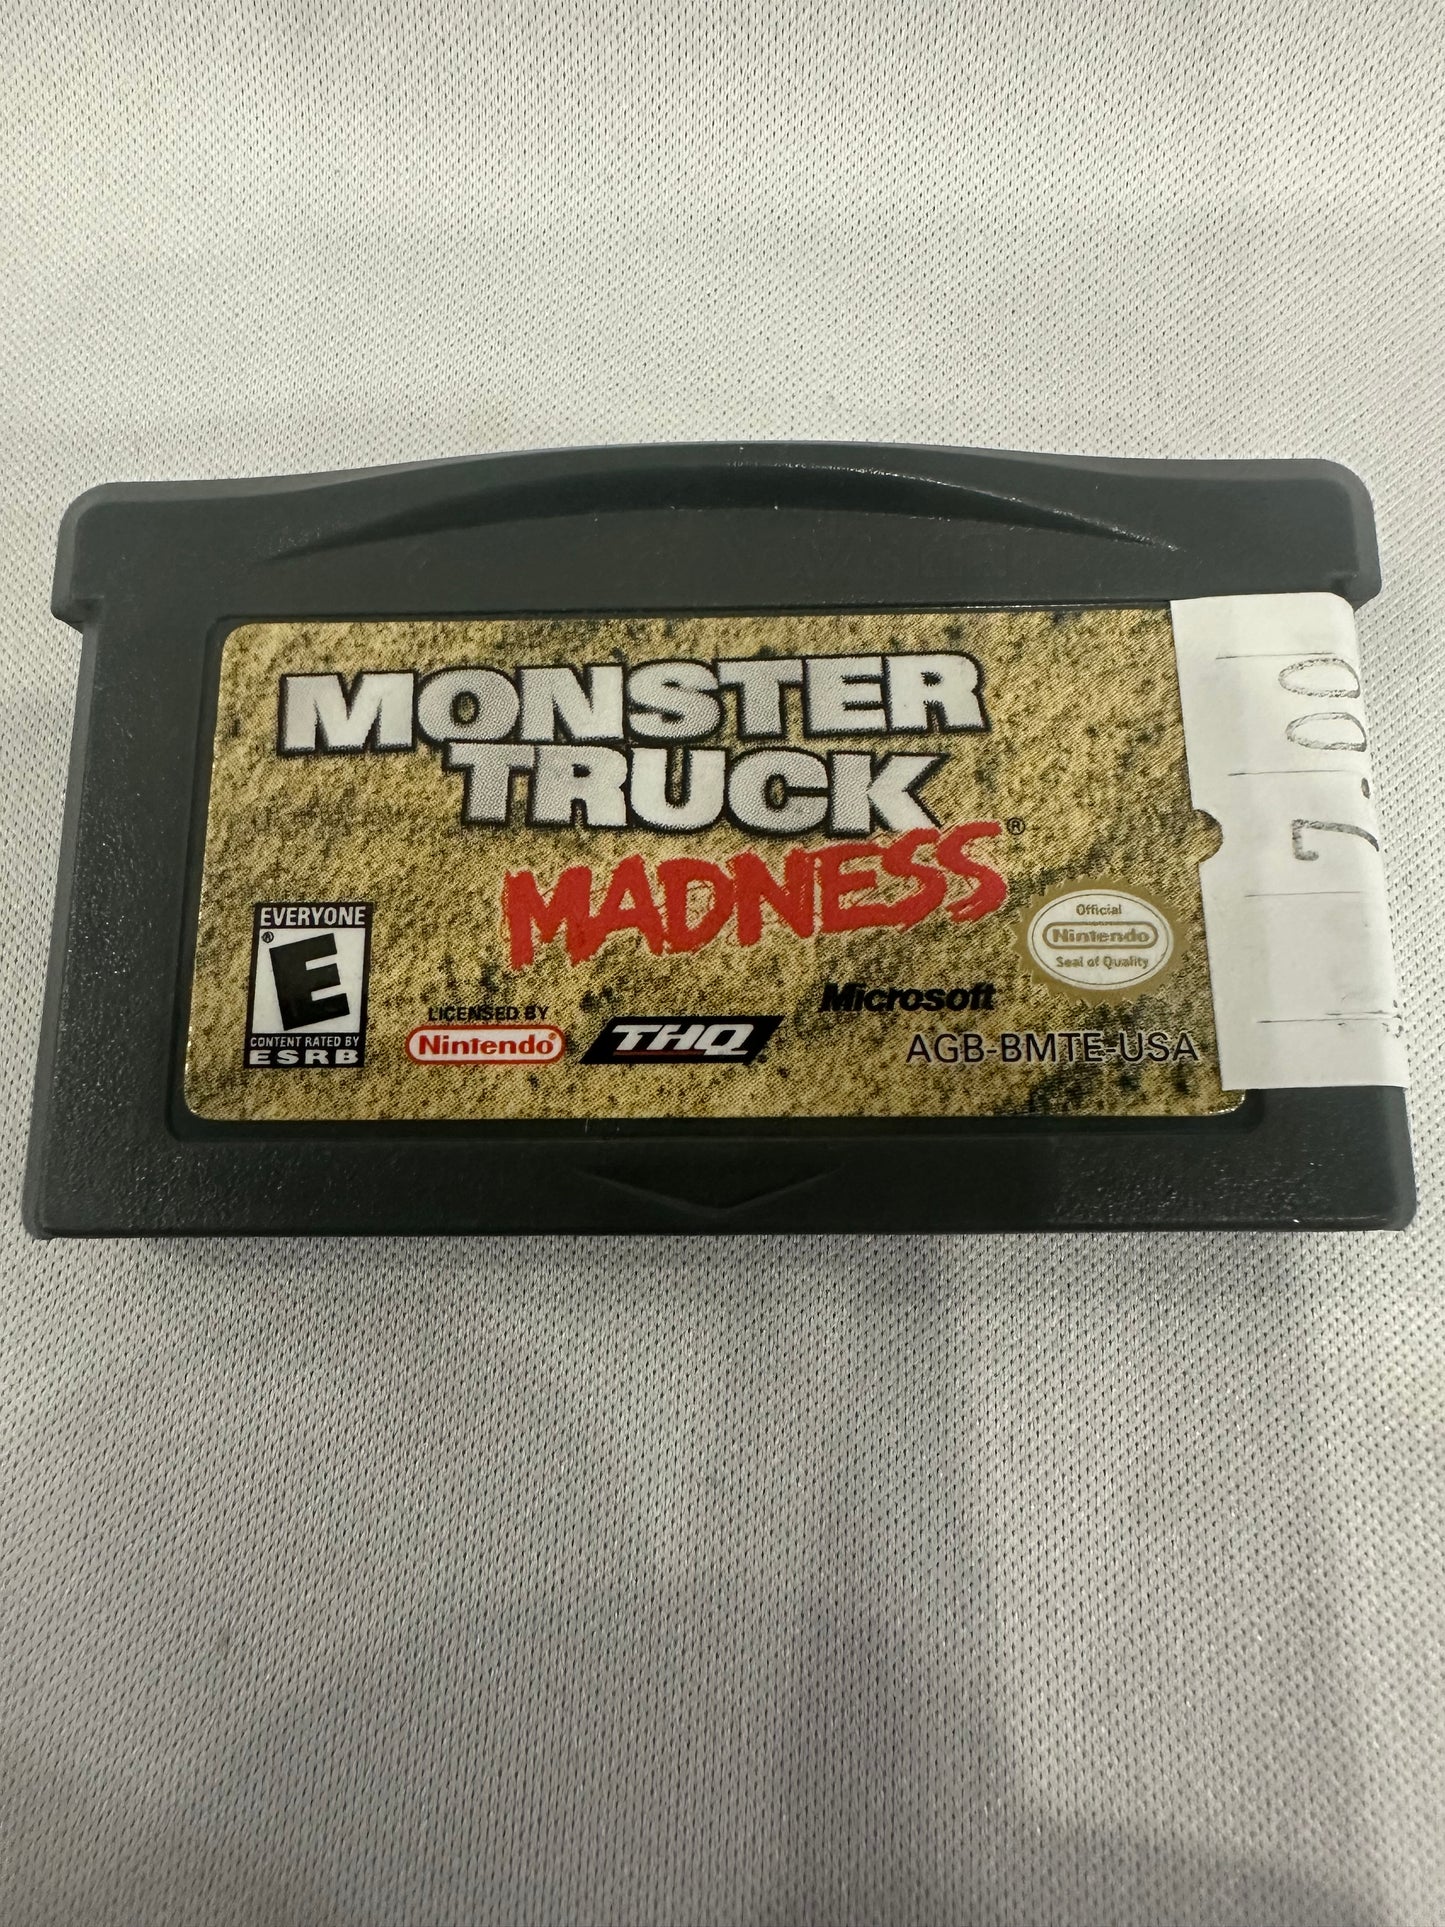 MONSTER
TRUCK
MADNESS®
EVERYONE
E®
CONTENT RATED BY
ESRB
LICENSED BY
Nintendo®
THQ
Microsoft
Official
Nintendo
Seal of Quality
AGB-BMTE-USA
7.00